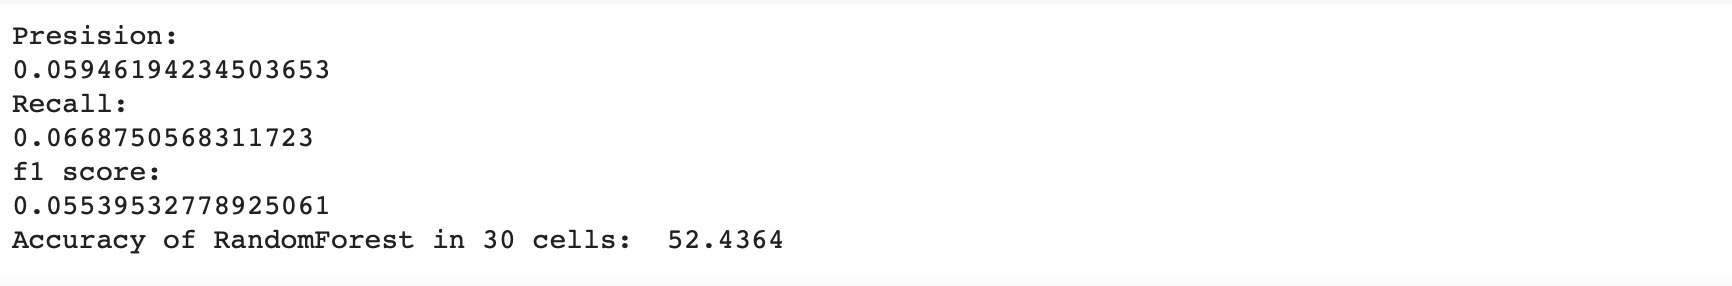 Presision:
0.05946194234503653
Recall:
0.0668750568311723
f1 score:
0.05539532778925061
Accuracy of RandomForest in 30 cells:  52.4364